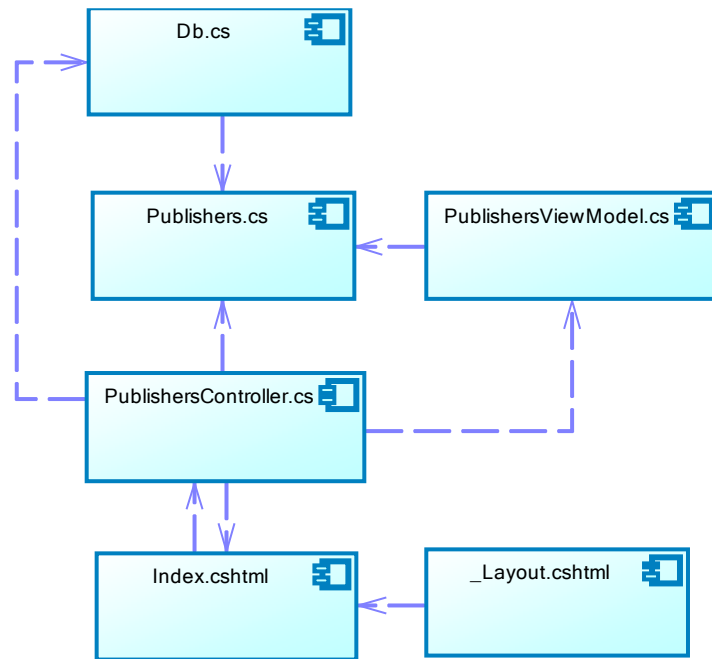 Db.cs
Publishers.cs
PublishersViewModel.cs
PublishersController.cs
Index.cshtml
_Layout.cshtml